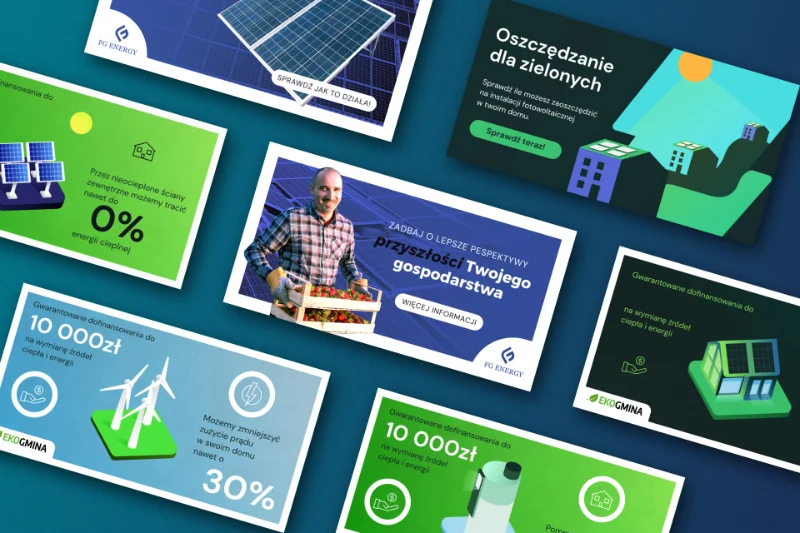 FG ENERGY
SPRAWDŹ JAK TO DZIAŁA!
Oszczędzanie
dla zielonych
Sprawdź ile możesz zaoszczędzić
na instalacji fotowoltaicznej
w twoim domu.
Sprawdź teraz!
finansowania do
Przez nieocieplone ściany
zewnętrzne możemy tracić
nawet do
0%
energii cieplnej
ZADBAJ O LEPSZE PESPEKTYWY
przyszłości Twojego
gospodarstwa
WIĘCEJ INFORMACJI
FG ENERGY
Gwarantowane dofinansowania do
na wymianę źródeł
ciepła i energii
EKOGMINA
Gwarantowane dofinansowania do
10 000zł
na wymianę źródeł
ciepła i energii
Możemy zmniejszyć
zużycie prądu
w swoim domu
nawet o
30%
EKOGMINA
Gwarantowane dofinansowania do
10 000zł
na wymianę źródeł
ciepła i energii